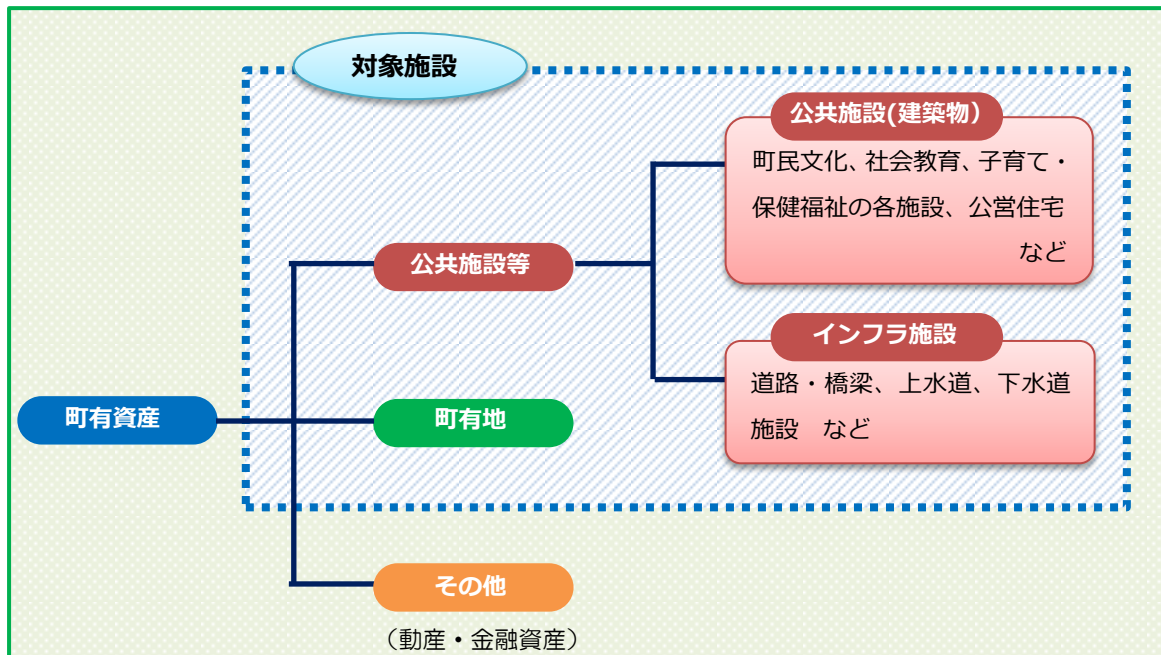 対象施設
公共施設(建築物）
町民文化、社会教育、子育て・
保健福祉の各施設、公営住宅
など
公共施設等
インフラ施設
道路・橋梁、上水道、下水道
施設　など
町有資産
町有地
その他
（動産・金融資産）